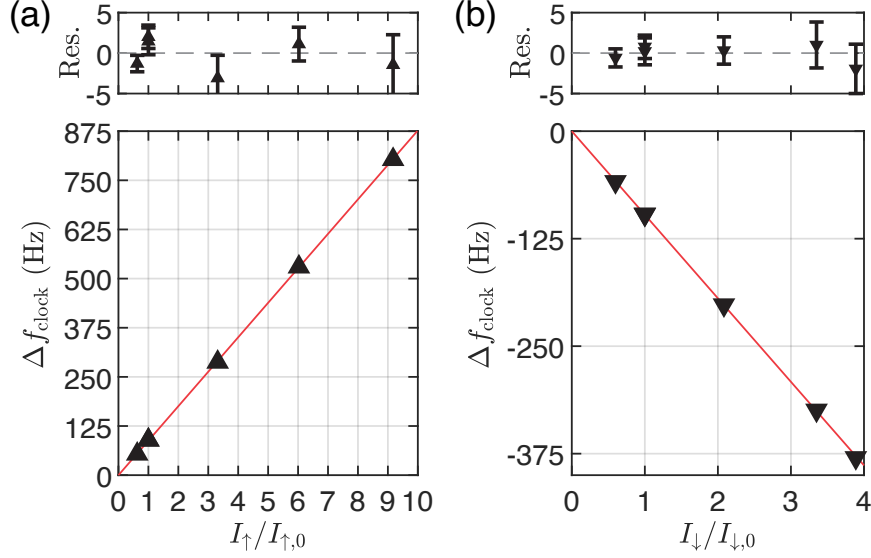 (a)
Res.
5
0
-5
Δf_clock (Hz)
875
750
625
500
375
250
125
0
0 1 2 3 4 5 6 7 8 9 10
I↑/I↑,0
(b)
Res.
5
0
-5
Δf_clock (Hz)
0
-125
-250
-375
0 1 2 3 4
I↓/I↓,0